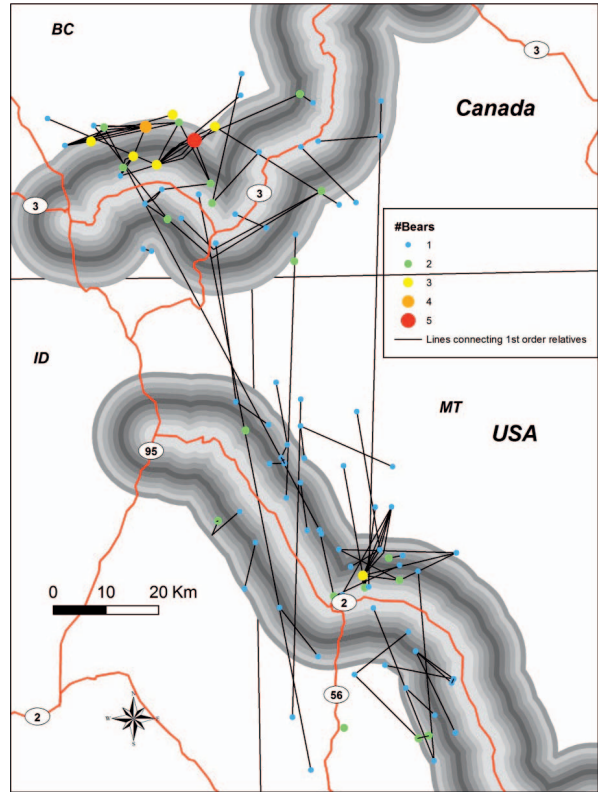 BC
3
Canada
3
3
#Bears
1
2
3
4
5
Lines connecting 1st order relatives
ID
MT
USA
95
0 10 20 Km
2
56
2
N
W E
S